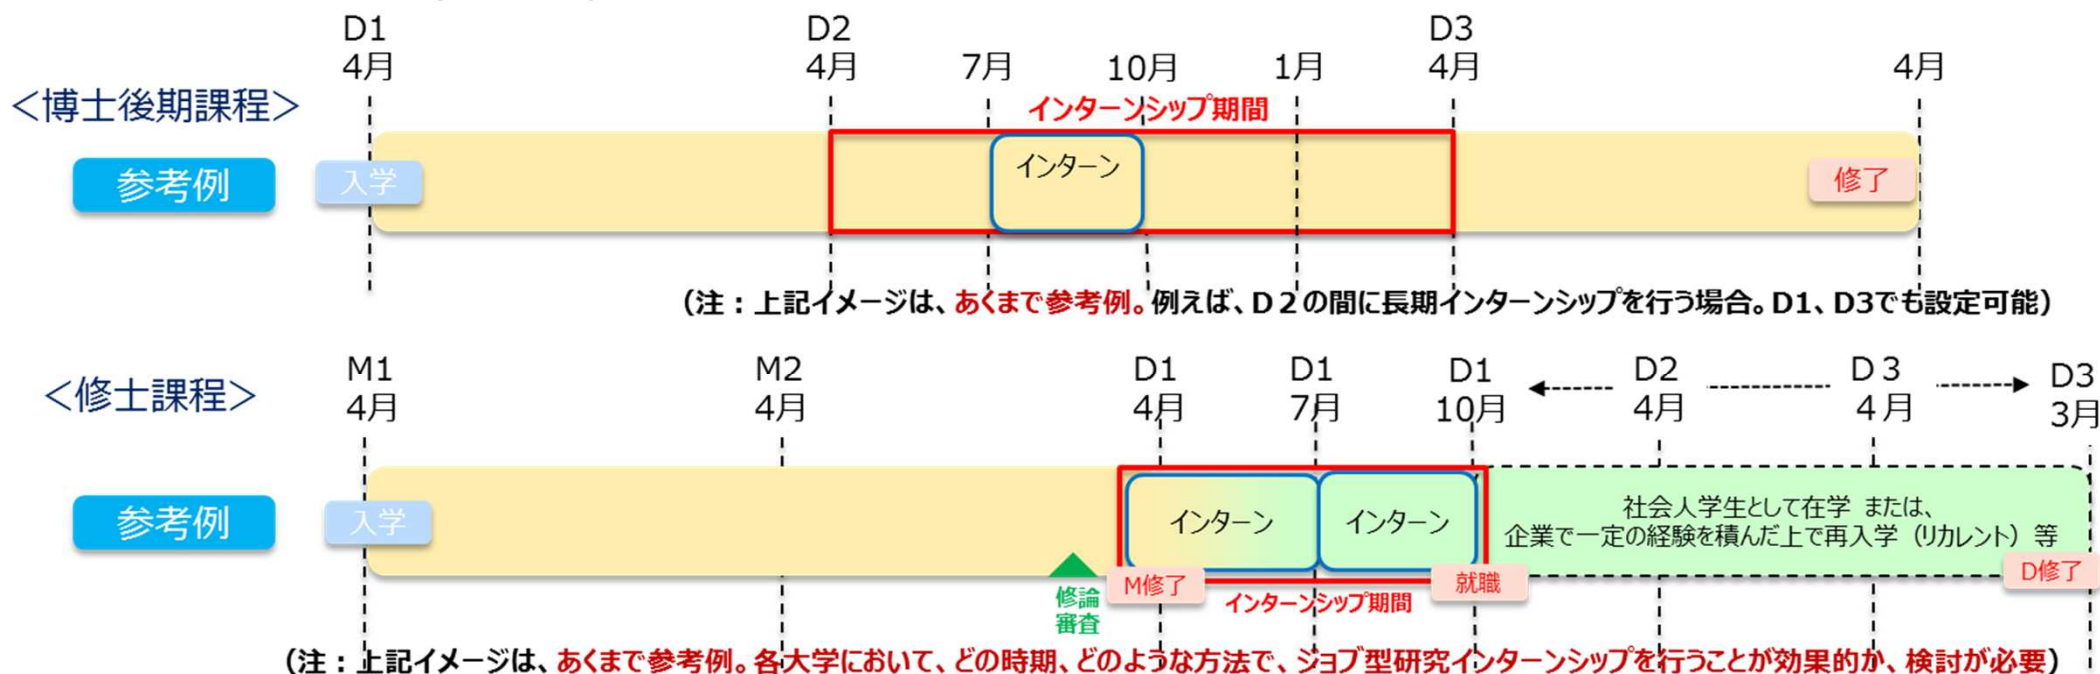 D1 D2 D3
4月 4月 7月 10月 1月 4月 4月
<博士後期課程>
インターンシップ期間
参考例
入学
インターン
修了
(注：上記イメージは、あくまで参考例。例えば、D２の間に長期インターンシップを行う場合。D1、D3でも設定可能)
<修士課程>
M1 M2 D1 D1 D1 D2 D３ D3
4月 4月 4月 7月 10月 4月 ４月 3月
参考例
入学
インターン
インターン
社会人学生として在学 または、
企業で一定の経験を積んだ上で再入学（リカレント）等
修論
審査
M修了
インターンシップ期間
就職
D修了
(注：上記イメージは、あくまで参考例。各大学において、どの時期、どのような方法で、ジョブ型研究インターンシップを行うことが効果的か、検討が必要)